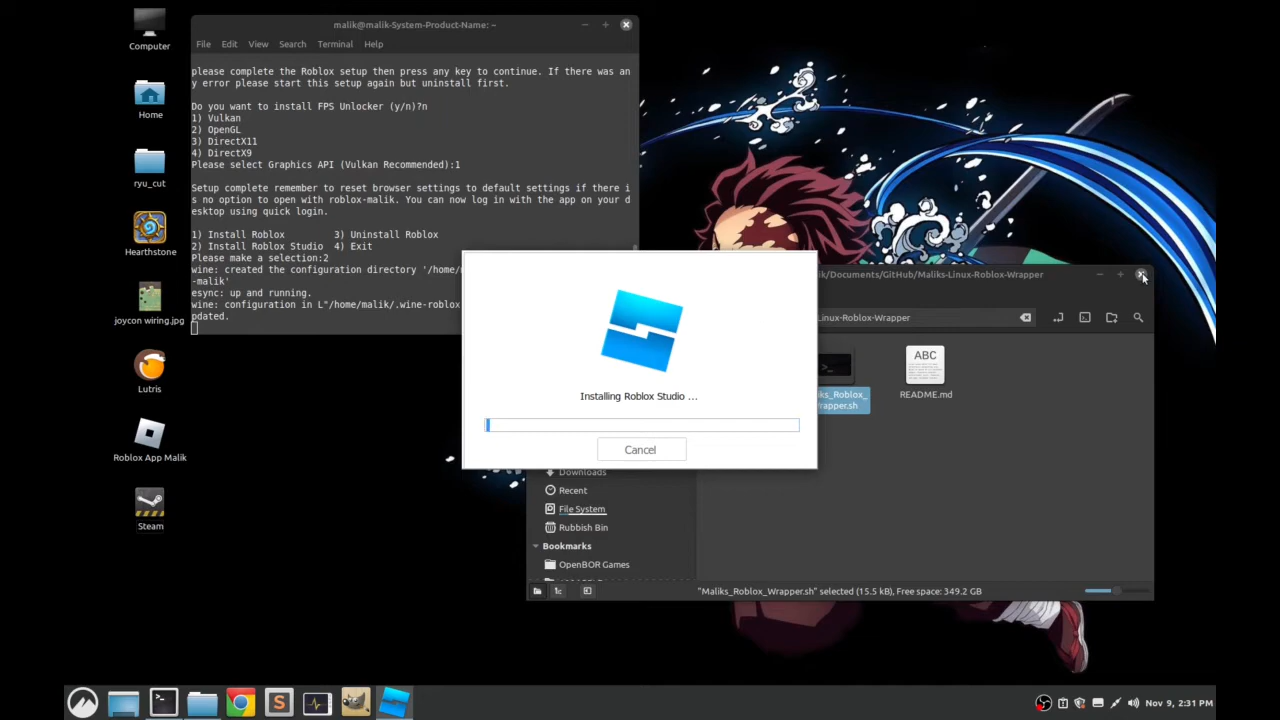 Computer
Home
ryu_cut
Hearthstone
joycon wiring.jpg
Lutris
Roblox App Malik
Steam
malik@malik-System-Product-Name: ~
File Edit View Search Terminal Help
please complete the Roblox setup then press any key to continue. If there was an
y error please start this setup again but uninstall first.
Do you want to install FPS Unlocker (y/n)?n
1) Vulkan
2) OpenGL
3) DirectX11
4) DirectX9
Please select Graphics API (Vulkan Recommended):1
Setup complete remember to reset browser settings to default settings if there i
s no option to open with roblox-malik. You can now log in with the app on your d
esktop using quick login.
1) Install Roblox 3) Uninstall Roblox
2) Install Roblox Studio 4) Exit
Please make a selection:2
wine: created the configuration directory '/home/m
-malik'
esync: up and running.
wine: configuration in L"/home/malik/.wine-roblox
pdated.
Installing Roblox Studio ...
Cancel
ik/Documents/GitHub/Maliks-Linux-Roblox-Wrapper
Linux-Roblox-Wrapper
iks_Roblox_
rapper.sh
ABC
README.md
Downloads
Recent
File System
Rubbish Bin
Bookmarks
OpenBOR Games
"Maliks_Roblox_Wrapper.sh" selected (15.5 kB), Free space: 349.2 GB
Nov 9, 2:31 PM